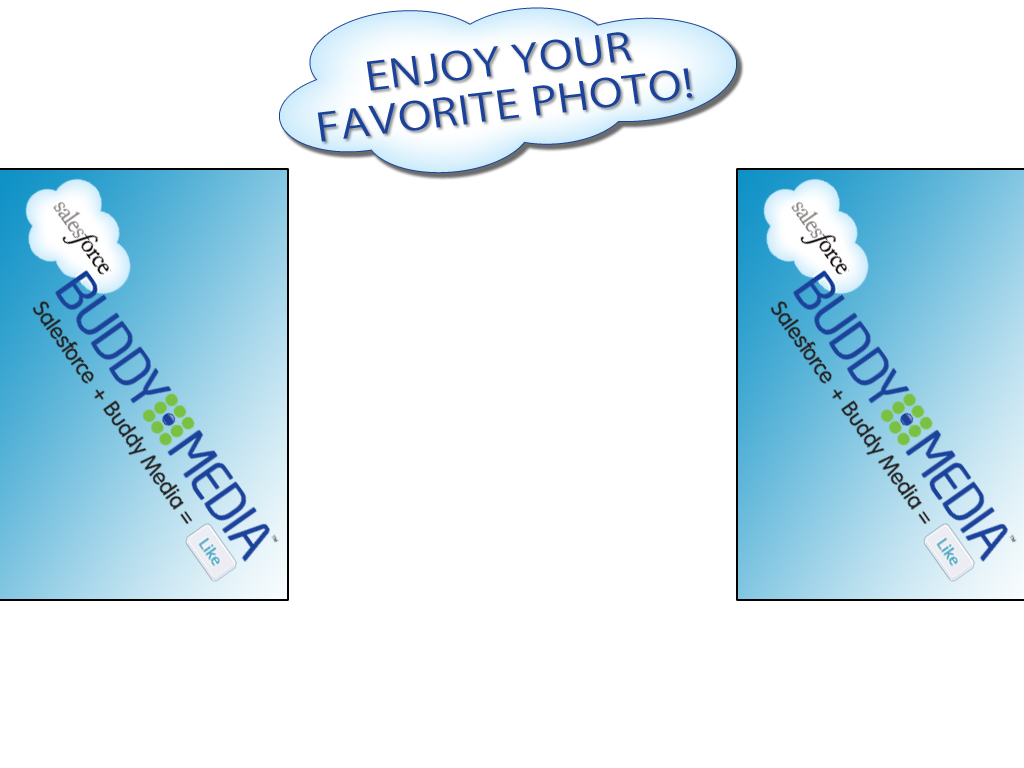 ENJOY YOUR
FAVORITE PHOTO!
salesforce
BUDDY MEDIA™
Salesforce + Buddy Media =
Like
salesforce
BUDDY MEDIA™
Salesforce + Buddy Media =
Like